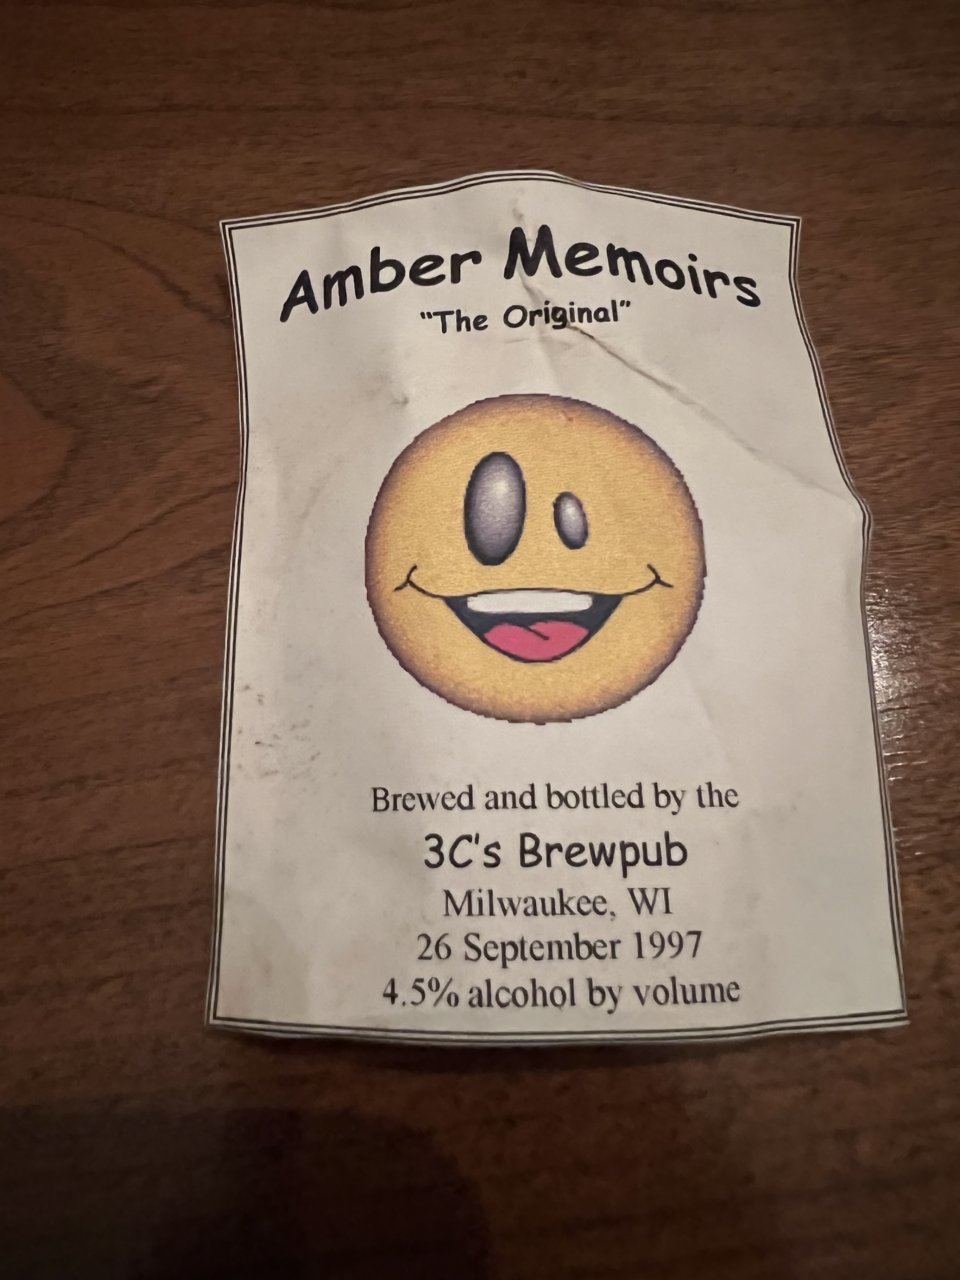 Amber Memoirs
“The Original”
Brewed and bottled by the
3C's Brewpub
Milwaukee, WI
26 September 1997
4.5% alcohol by volume